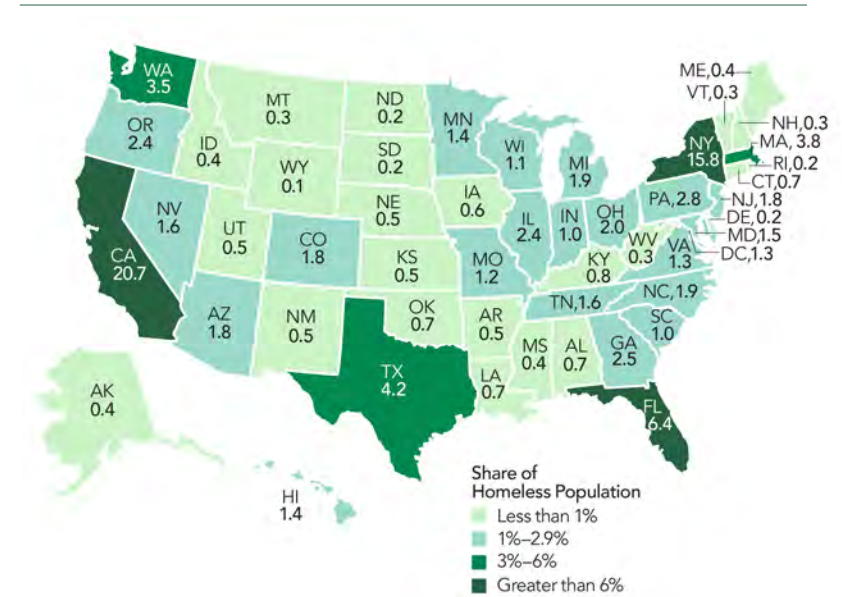 WA
3.5
OR
2.4
ID
0.4
MT
0.3
ND
0.2
MN
1.4
WI
1.1
MI
1.9
ME,0.4
VT,0.3
NH,0.3
MA, 3.8
NY
15.8
RI,0.2
CT,0.7
NJ,1.8
DE,0.2
MD,1.5
DC,1.3
PA,2.8
SD
0.2
WY
0.1
NE
0.5
IA
0.6
IL
2.4
IN
1.0
OH
2.0
WV
0.3
VA
1.3
NV
1.6
UT
0.5
CO
1.8
KS
0.5
MO
1.2
KY
0.8
CA
20.7
TN,1.6
NC,1.9
SC
1.0
AZ
1.8
NM
0.5
OK
0.7
AR
0.5
MS
0.4
AL
0.7
GA
2.5
TX
4.2
LA
0.7
FL
6.4
AK
0.4
HI
1.4
Share of
Homeless Population
Less than 1%
1%–2.9%
3%–6%
Greater than 6%